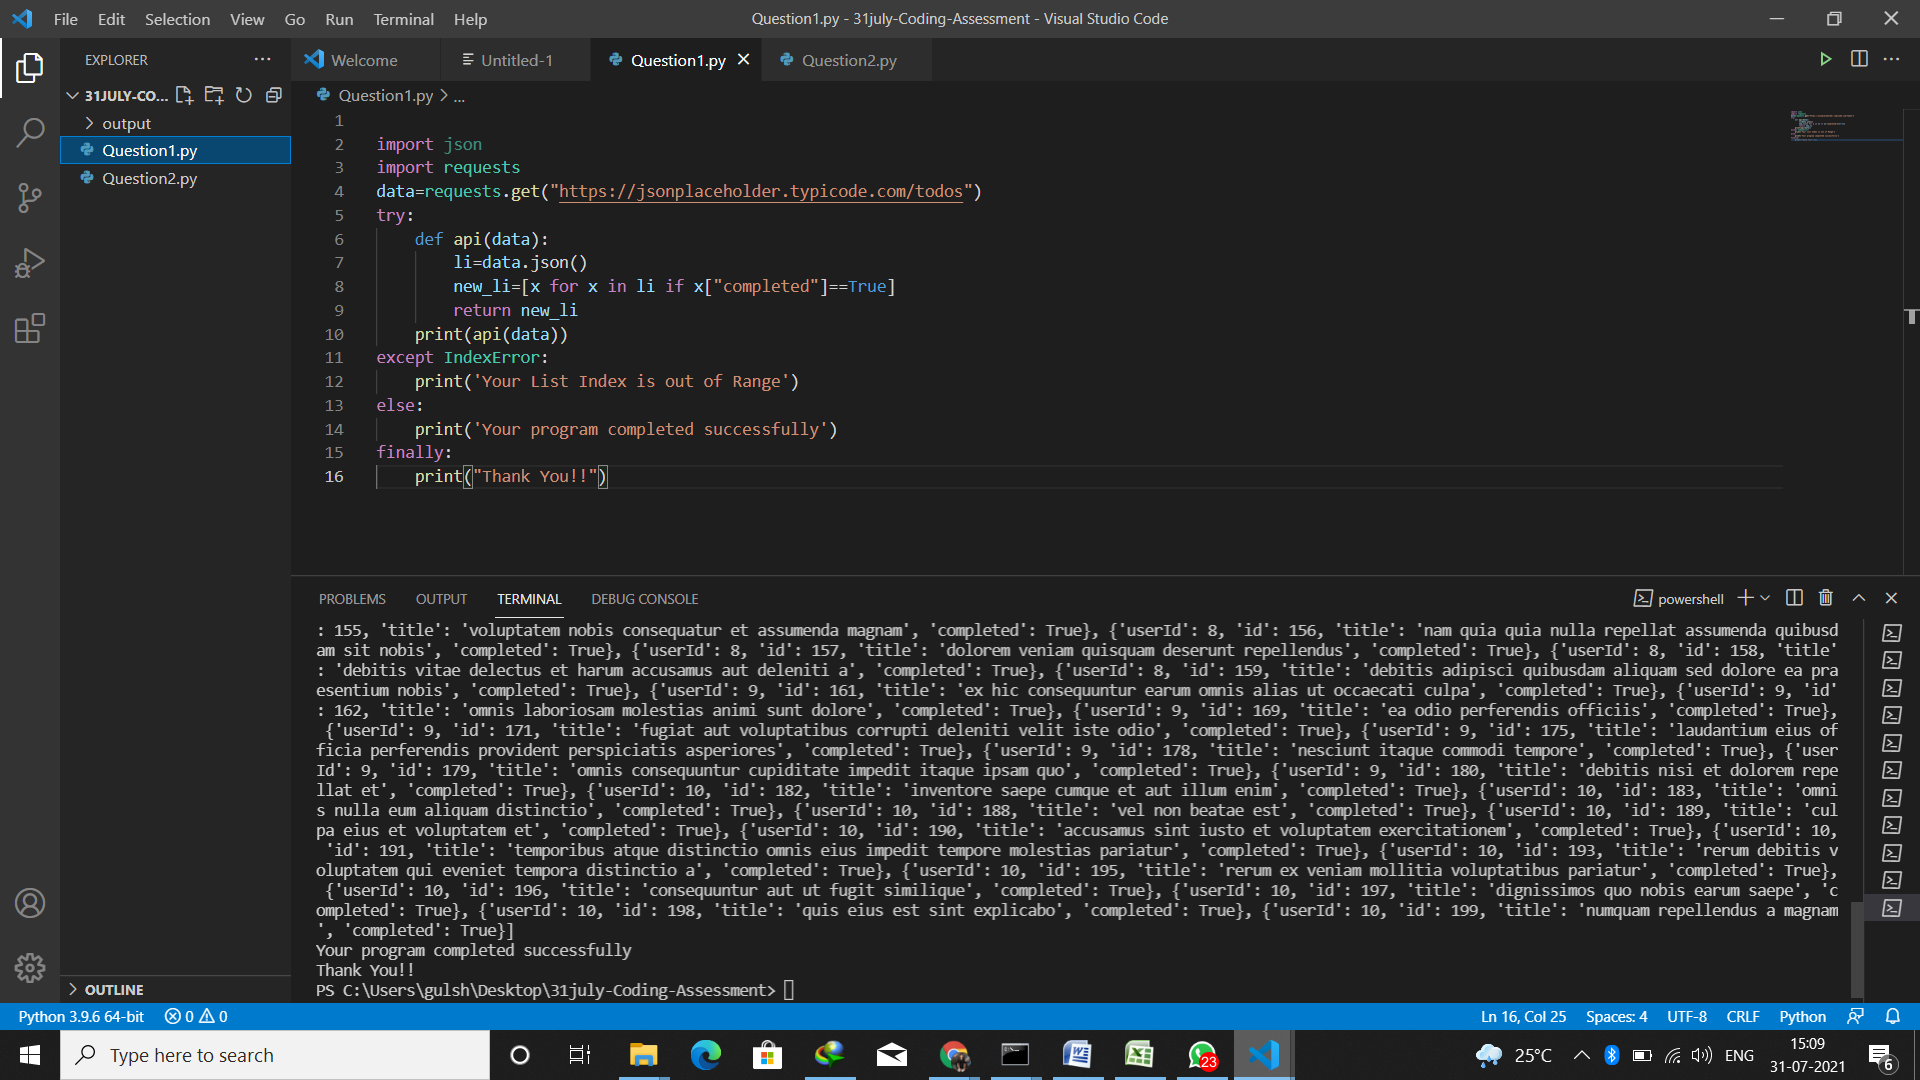 File Edit Selection View Go Run Terminal Help
Question1.py - 31july-Coding-Assessment - Visual Studio Code
EXPLORER
Welcome
Untitled-1
Question1.py
Question2.py
31JULY-CO...
output
Question1.py
Question2.py
OUTLINE
Question1.py > ...
1
2 import json
3 import requests
4 data=requests.get("https://jsonplaceholder.typicode.com/todos")
5 try:
6     def api(data):
7         li=data.json()
8         new_li=[x for x in li if x["completed"]==True]
9         return new_li
10     print(api(data))
11 except IndexError:
12     print('Your List Index is out of Range')
13 else:
14     print('Your program completed successfully')
15 finally:
16     print("Thank You!!")
PROBLEMS OUTPUT TERMINAL DEBUG CONSOLE
powershell
: 155, 'title': 'voluptatem nobis consequatur et assumenda magnam', 'completed': True}, {'userId': 8, 'id': 156, 'title': 'nam quia quia nulla repellat assumenda quibusd
am sit nobis', 'completed': True}, {'userId': 8, 'id': 157, 'title': 'dolorem veniam quisquam deserunt repellendus', 'completed': True}, {'userId': 8, 'id': 158, 'title'
: 'debitis vitae delectus et harum accusamus aut deleniti a', 'completed': True}, {'userId': 8, 'id': 159, 'title': 'debitis adipisci quibusdam aliquam sed dolore ea pra
esentium nobis', 'completed': True}, {'userId': 9, 'id': 161, 'title': 'ex hic consequuntur earum omnis alias ut occaecati culpa', 'completed': True}, {'userId': 9, 'id'
: 162, 'title': 'omnis laboriosam molestias animi sunt dolore', 'completed': True}, {'userId': 9, 'id': 169, 'title': 'ea odio perferendis officiis', 'completed': True},
{'userId': 9, 'id': 171, 'title': 'fugiat aut voluptatibus corrupti deleniti velit iste odio', 'completed': True}, {'userId': 9, 'id': 175, 'title': 'laudantium eius of
ficia perferendis provident perspiciatis asperiores', 'completed': True}, {'userId': 9, 'id': 178, 'title': 'nesciunt itaque commodi tempore', 'completed': True}, {'user
Id': 9, 'id': 179, 'title': 'omnis consequuntur cupiditate impedit itaque ipsam quo', 'completed': True}, {'userId': 9, 'id': 180, 'title': 'debitis nisi et dolorem repe
llat et', 'completed': True}, {'userId': 10, 'id': 182, 'title': 'inventore saepe cumque et aut illum enim', 'completed': True}, {'userId': 10, 'id': 183, 'title': 'omni
s nulla eum aliquam distinctio', 'completed': True}, {'userId': 10, 'id': 188, 'title': 'vel non beatae est', 'completed': True}, {'userId': 10, 'id': 189, 'title': 'cul
pa eius et voluptatem et', 'completed': True}, {'userId': 10, 'id': 190, 'title': 'accusamus sint iusto et voluptatem exercitationem', 'completed': True}, {'userId': 10,
'id': 191, 'title': 'temporibus atque distinctio omnis eius impedit tempore molestias pariatur', 'completed': True}, {'userId': 10, 'id': 193, 'title': 'rerum debitis v
oluptatem qui eveniet tempora distinctio a', 'completed': True}, {'userId': 10, 'id': 195, 'title': 'rerum ex veniam mollitia voluptatibus pariatur', 'completed': True},
{'userId': 10, 'id': 196, 'title': 'consequuntur aut ut fugit similique', 'completed': True}, {'userId': 10, 'id': 197, 'title': 'dignissimos quo nobis earum saepe', 'c
ompleted': True}, {'userId': 10, 'id': 198, 'title': 'quis eius est sint explicabo', 'completed': True}, {'userId': 10, 'id': 199, 'title': 'numquam repellendus a magnam
', 'completed': True}]
Your program completed successfully
Thank You!!
PS C:\Users\gulsh\Desktop\31july-Coding-Assessment>
Python 3.9.6 64-bit 0 0
Ln 16, Col 25 Spaces: 4 UTF-8 CRLF Python
Type here to search
23
25°C
ENG
15:09
31-07-2021
6